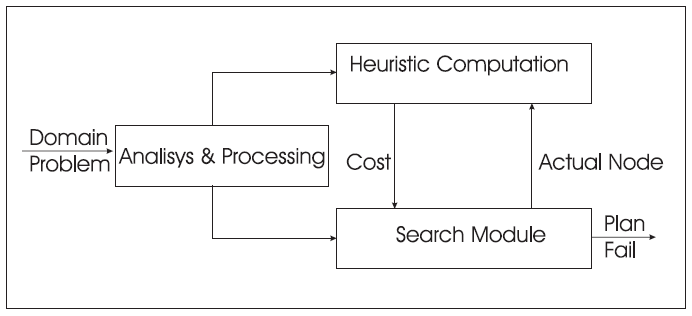 Heuristic Computation
Domain
Problem
Analisys & Processing
Cost
Actual Node
Search Module
Plan
Fail